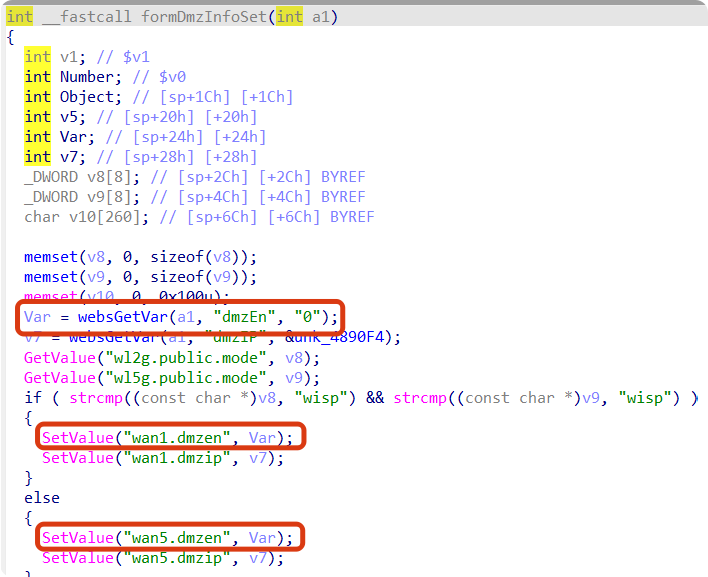 int __fastcall formDmzInfoSet(int a1)
{
int v1; // $v1
int Number; // $v0
int Object; // [sp+1Ch] [+1Ch]
int v5; // [sp+20h] [+20h]
int Var; // [sp+24h] [+24h]
int v7; // [sp+28h] [+28h]
_DWORD v8[8]; // [sp+2Ch] [+2Ch] BYREF
_DWORD v9[8]; // [sp+4Ch] [+4Ch] BYREF
char v10[260]; // [sp+6Ch] [+6Ch] BYREF
memset(v8, 0, sizeof(v8));
memset(v9, 0, sizeof(v9));
memset(v10, 0, 0x100u);
Var = websGetVar(a1, "dmzEn", "0");
v7 = websGetVar(a1, "dmzIP", &unk_4890F4);
GetValue("wl2g.public.mode", v8);
GetValue("wl5g.public.mode", v9);
if ( strcmp((const char *)v8, "wisp") && strcmp((const char *)v9, "wisp") )
{
SetValue("wan1.dmzen", Var);
SetValue("wan1.dmzip", v7);
}
else
{
SetValue("wan5.dmzen", Var);
SetValue("wan5.dmzip", v7);
}